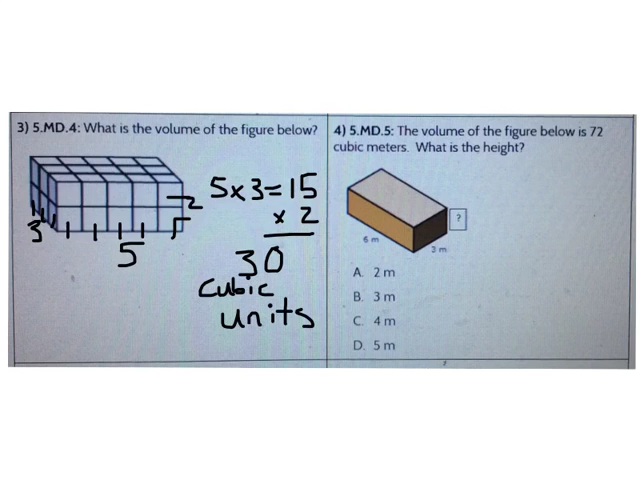 3) 5.MD.4: What is the volume of the figure below?
5x3=15
x 2
30
cubic
units
2
3
5
4) 5.MD.5: The volume of the figure below is 72
cubic meters. What is the height?
?
6 m
3 m
A. 2 m
B. 3 m
C. 4 m
D. 5 m